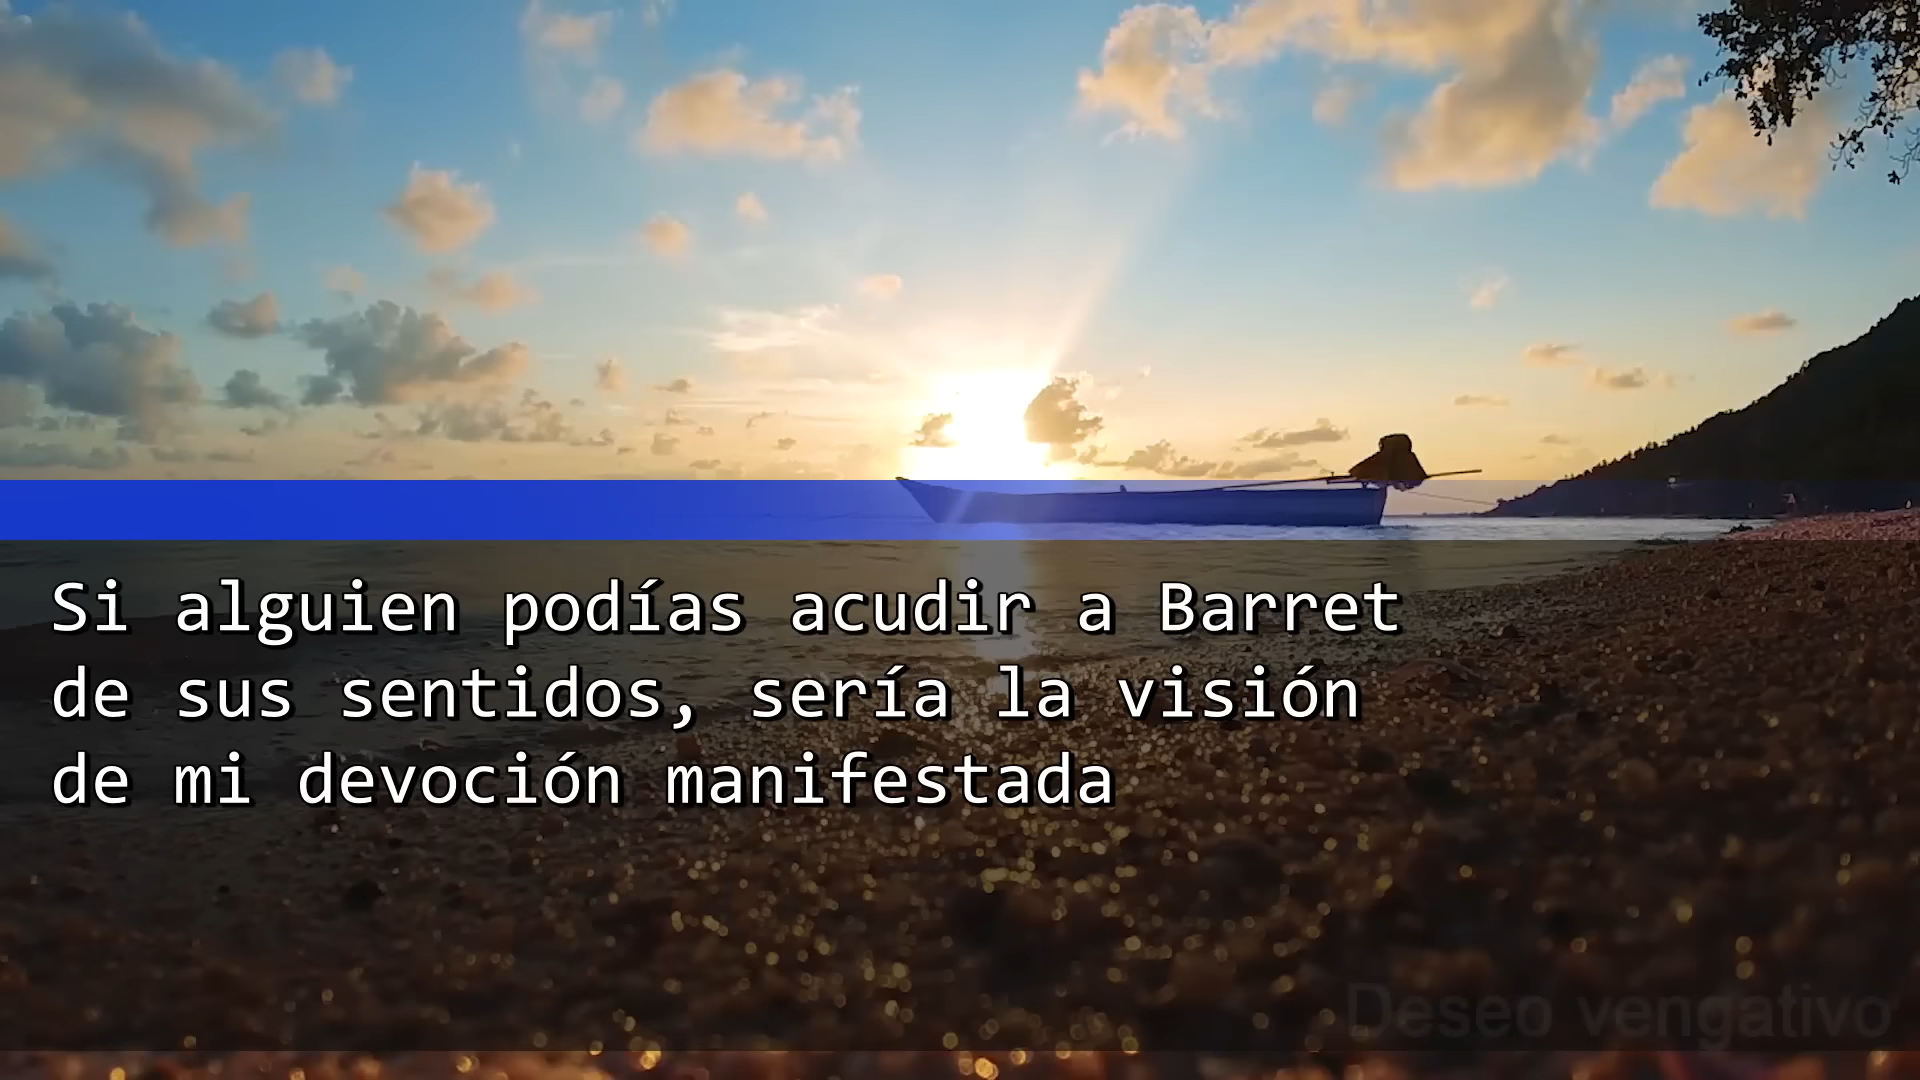 Si alguien podías acudir a Barret
de sus sentidos, sería la visión
de mi devoción manifestada
Deseo vengativo